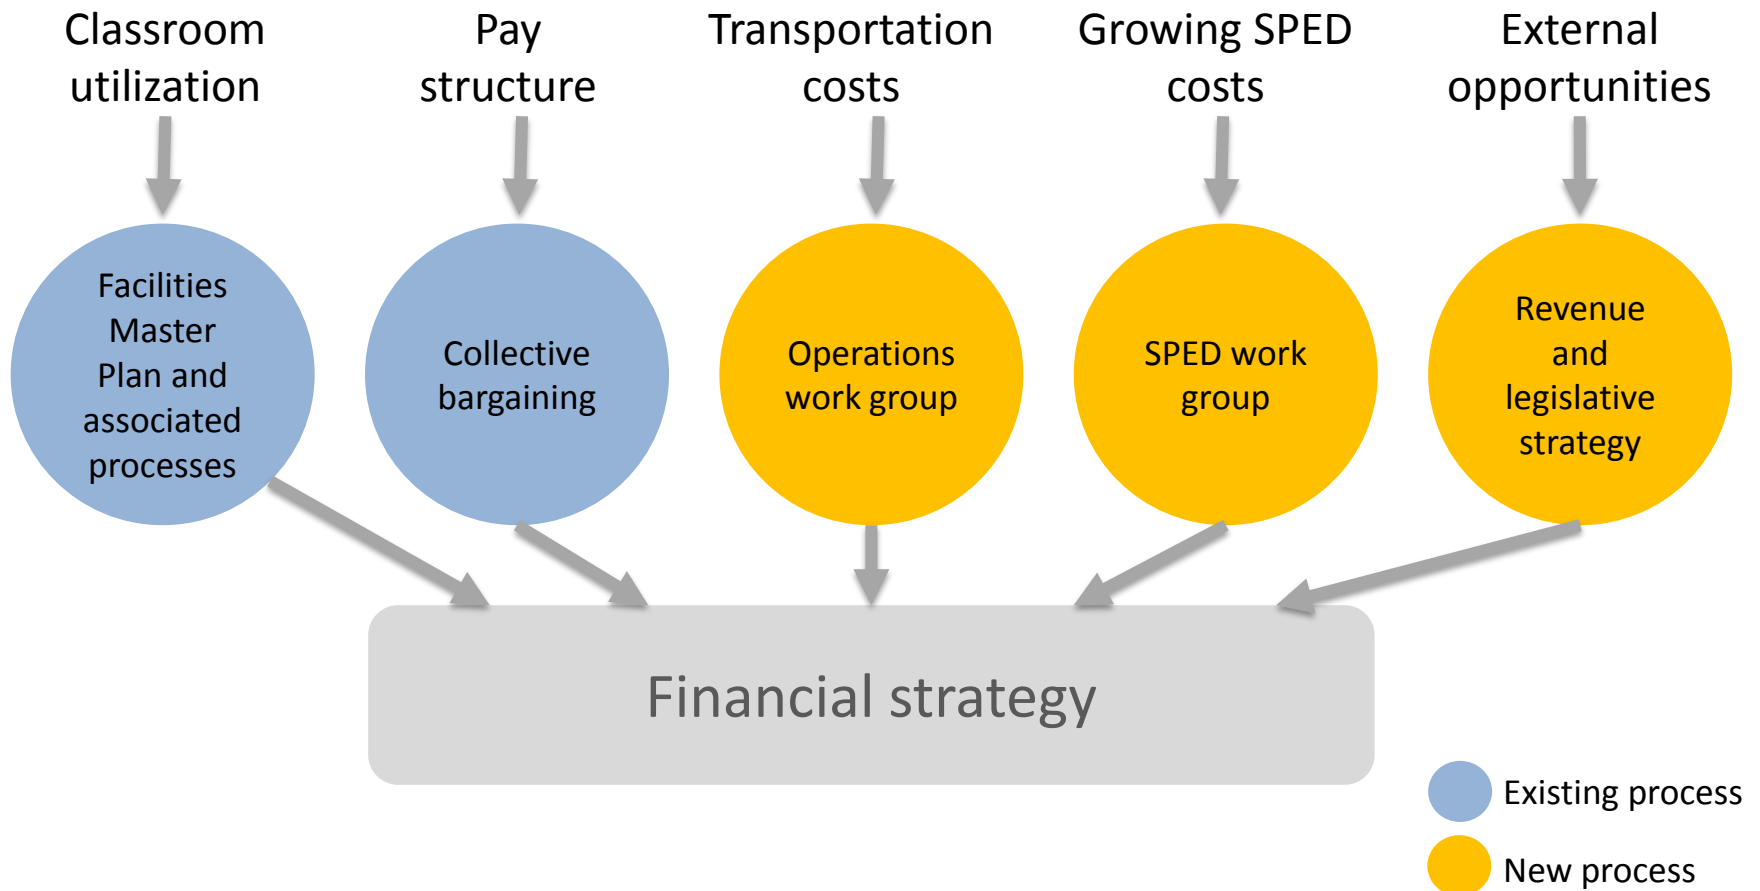 Classroom
utilization
Pay
structure
Transportation
costs
Growing SPED
costs
External
opportunities
Facilities
Master
Plan and
associated
processes
Collective
bargaining
Operations
work group
SPED work
group
Revenue
and
legislative
strategy
Financial strategy
Existing process
New process